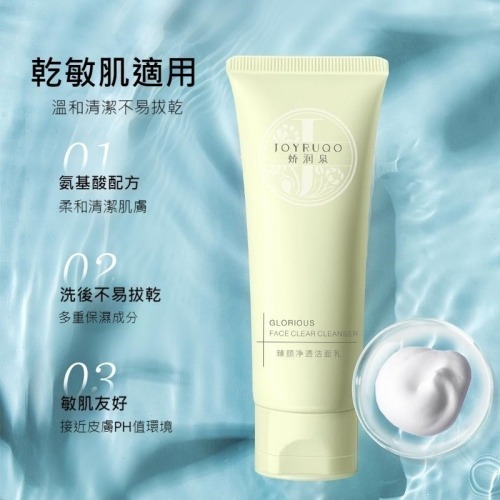 乾敏肌適用
溫和清潔不易拔乾
01
氨基酸配方
柔和清潔肌膚
02
洗後不易拔乾
多重保濕成分
03
敏肌友好
接近皮膚PH值環境
JOYRUQO
娇润泉
GLORIOUS
FACE CLEAR CLEANSER
臻颜净透洁面乳